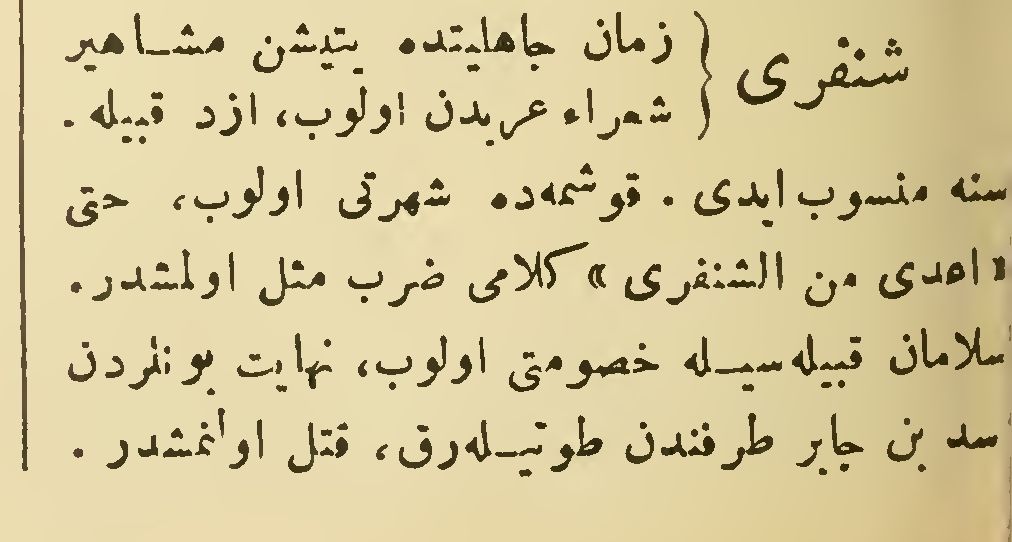 شنفری { زمان جاهلیتده یتیشن مشاهیر
شعراء عربدن اولوب، ازد قبیله‌
سنه منسوب ایدی. قوشمه‌ده شهرتی اولوب، حتی
«اعدی من الشنفری» کلامی ضرب مثل اولمشدر.
سلامان قبیله‌سیله خصومتی اولوب، نهایت بونلردن
اسد بن جابر طرفندن طوتیله‌رق، قتل اولنمشدر.